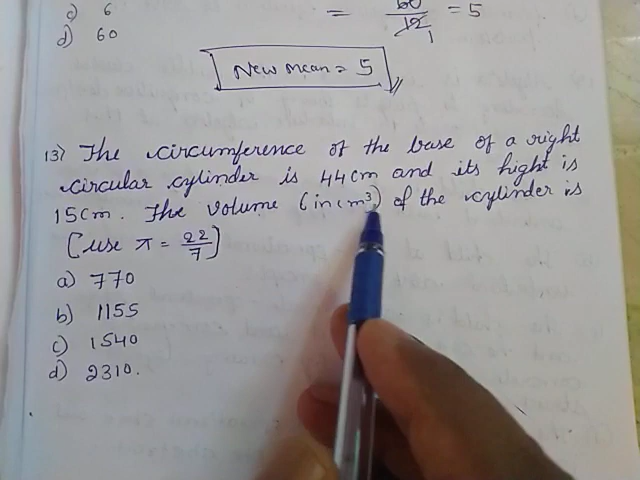 c) 6
d) 60
= 60/12 = 5
1
New mean = 5
13) The circumference of the base of a right
circular cylinder is 44cm and its hight is
15cm. The volume (in cm³) of the cylinder is
[use π = 22/7]
a) 770
b) 1155
c) 1540
d) 2310.